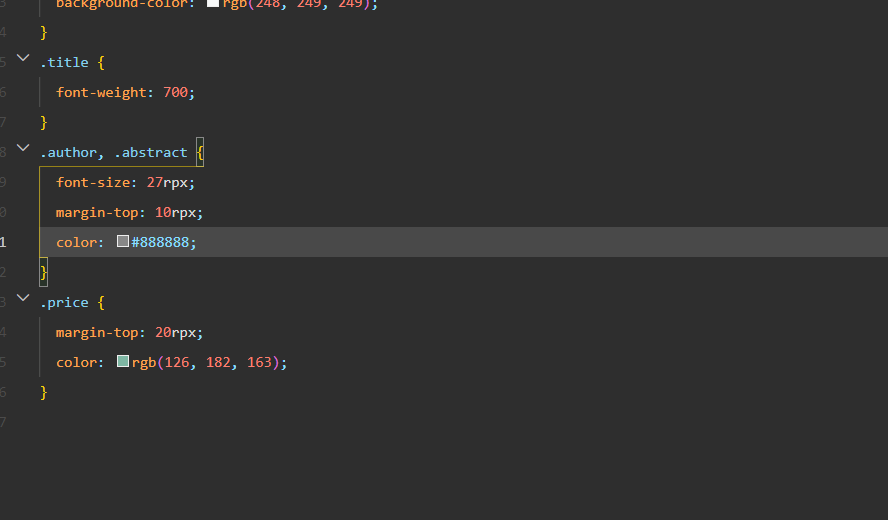 3 background-color: rgb(248, 249, 249);
4 }
5 .title {
6 font-weight: 700;
7 }
8 .author, .abstract {
9 font-size: 27rpx;
0 margin-top: 10rpx;
1 color: #888888;
2 }
3 .price {
4 margin-top: 20rpx;
5 color: rgb(126, 182, 163);
6 }
7